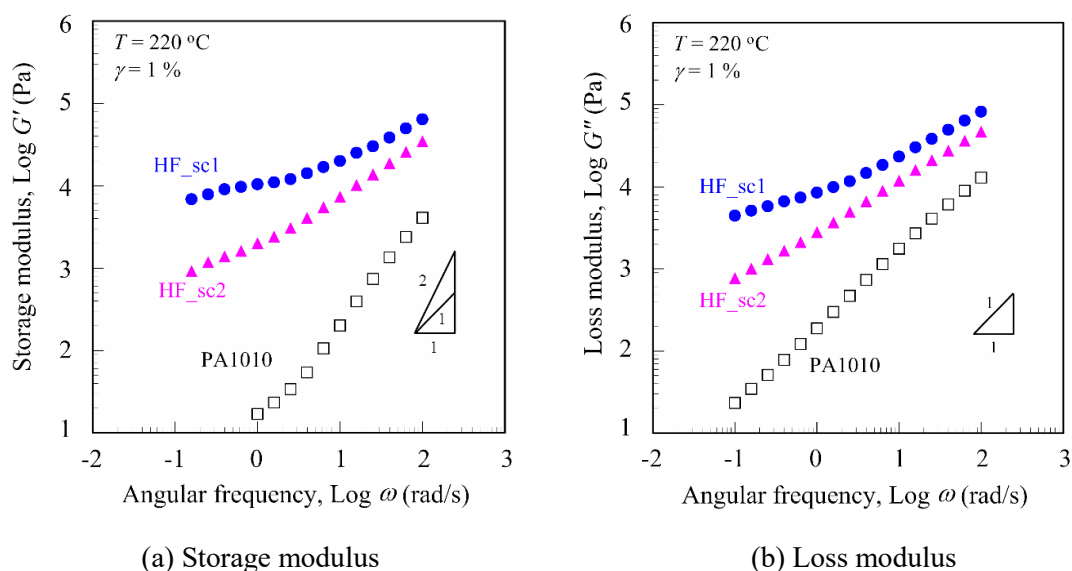 6
5
4
3
2
1
-2
-1
0
1
2
3
Storage modulus, Log G′ (Pa)
Angular frequency, Log ω (rad/s)
T = 220 °C
γ = 1 %
HF_sc1
HF_sc2
PA1010
2
1
1
(a) Storage modulus
6
5
4
3
2
1
-2
-1
0
1
2
3
Loss modulus, Log G″ (Pa)
Angular frequency, Log ω (rad/s)
T = 220 °C
γ = 1 %
HF_sc1
HF_sc2
PA1010
1
1
(b) Loss modulus